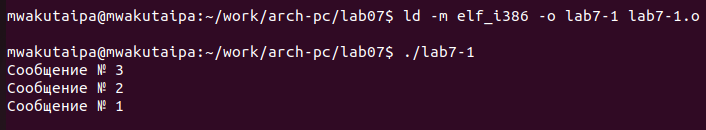 mwakutaipa@mwakutaipa:~/work/arch-pc/lab07$ ld -m elf_i386 -o lab7-1 lab7-1.o
mwakutaipa@mwakutaipa:~/work/arch-pc/lab07$ ./lab7-1
Сообщение № 3
Сообщение № 2
Сообщение № 1